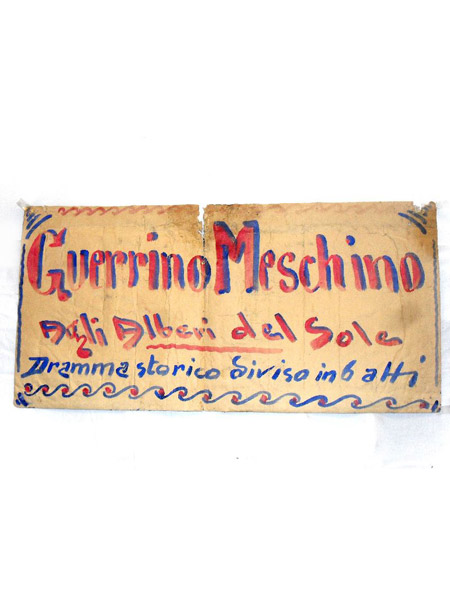 Guerrino Meschino
Agli Alberi del Sole
Dramma storico diviso in 6 atti